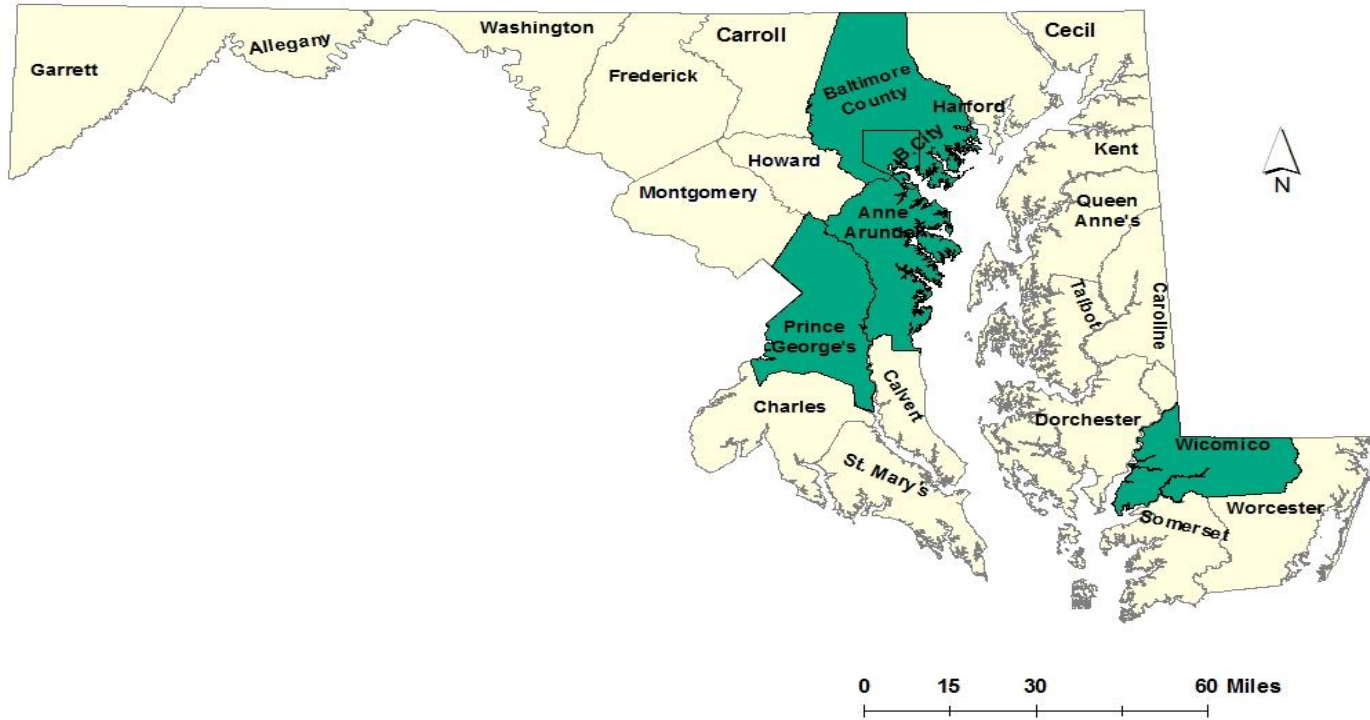 Garrett
Allegany
Washington
Frederick
Carroll
Baltimore
County
Harford
Cecil
B.City
Howard
Montgomery
Kent
Queen
Anne's
Anne
Arundel
Talbot
Caroline
Prince
George's
Calvert
Charles
St. Mary's
Dorchester
Wicomico
Somerset
Worcester
N
0 15 30 60 Miles